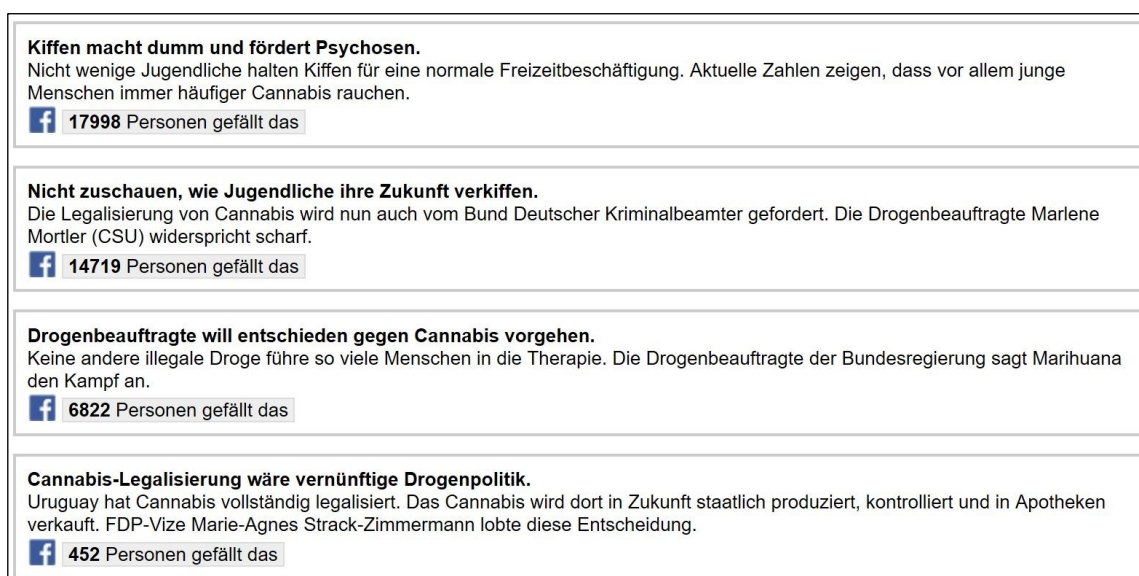 Kiffen macht dumm und fördert Psychosen.
Nicht wenige Jugendliche halten Kiffen für eine normale Freizeitbeschäftigung. Aktuelle Zahlen zeigen, dass vor allem junge
Menschen immer häufiger Cannabis rauchen.
17998 Personen gefällt das
Nicht zuschauen, wie Jugendliche ihre Zukunft verkiffen.
Die Legalisierung von Cannabis wird nun auch vom Bund Deutscher Kriminalbeamter gefordert. Die Drogenbeauftragte Marlene
Mortler (CSU) widerspricht scharf.
14719 Personen gefällt das
Drogenbeauftragte will entschieden gegen Cannabis vorgehen.
Keine andere illegale Droge führe so viele Menschen in die Therapie. Die Drogenbeauftragte der Bundesregierung sagt Marihuana
den Kampf an.
6822 Personen gefällt das
Cannabis-Legalisierung wäre vernünftige Drogenpolitik.
Uruguay hat Cannabis vollständig legalisiert. Das Cannabis wird dort in Zukunft staatlich produziert, kontrolliert und in Apotheken
verkauft. FDP-Vize Marie-Agnes Strack-Zimmermann lobte diese Entscheidung.
452 Personen gefällt das